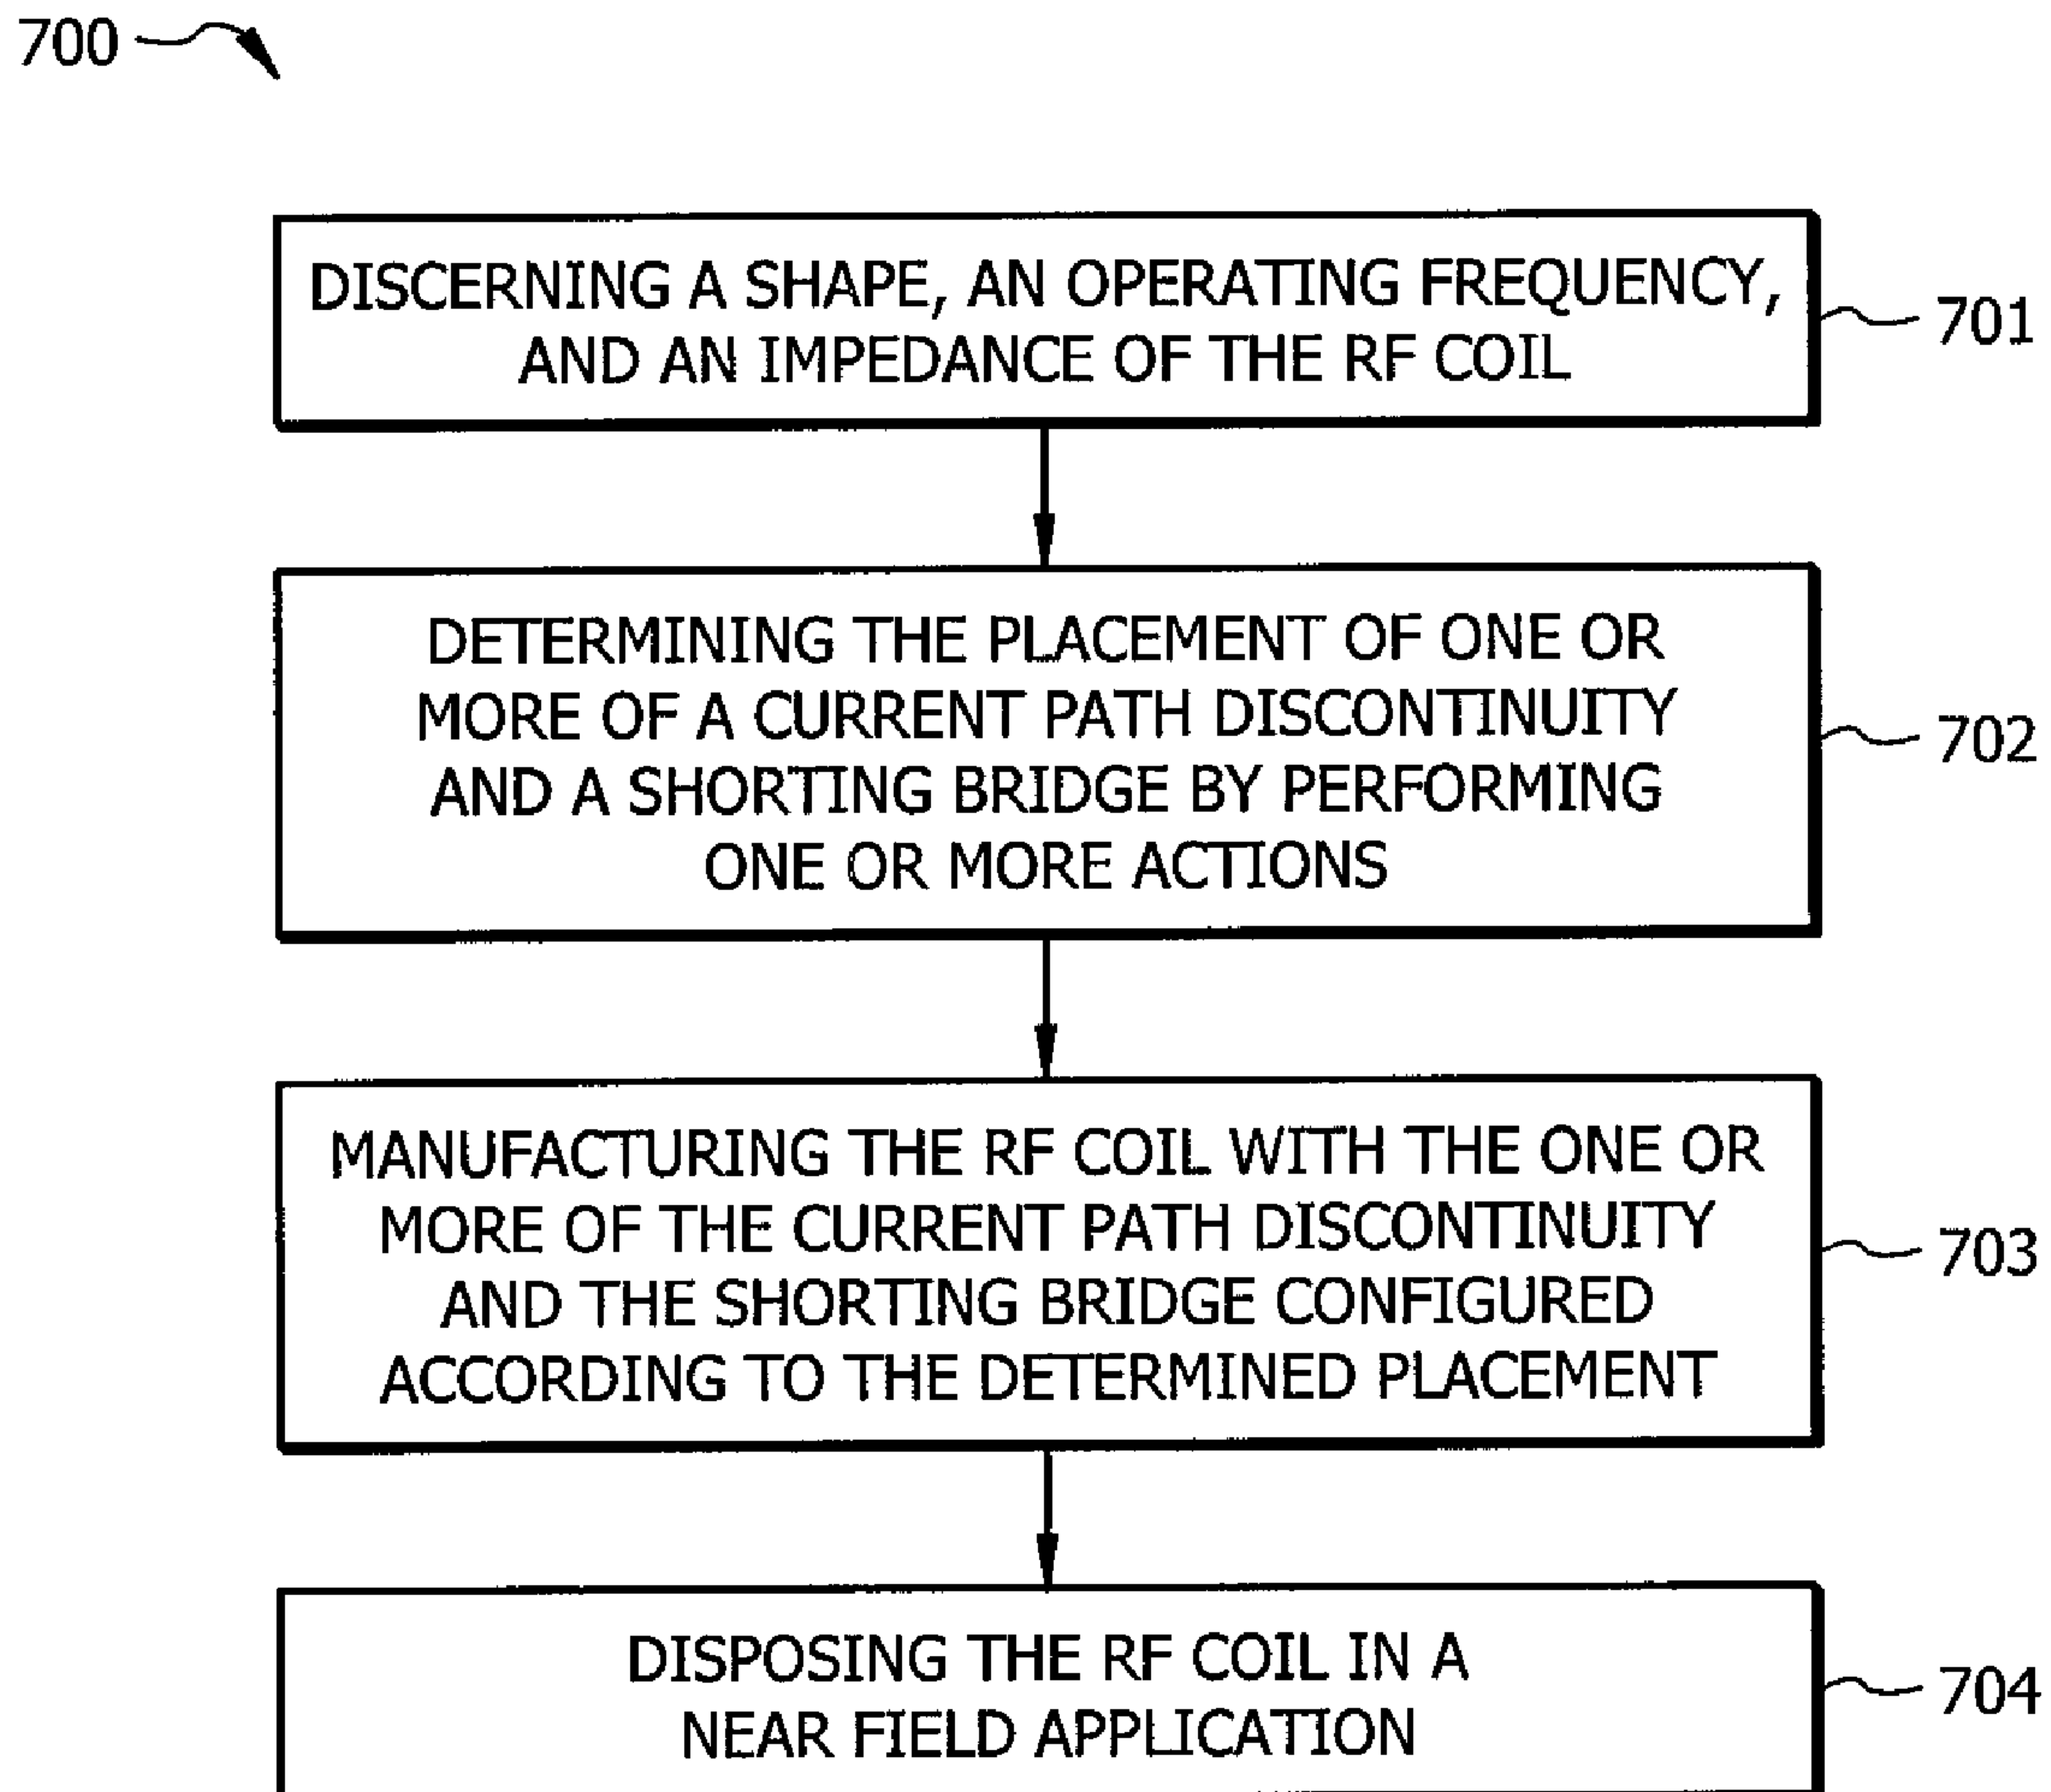 700
DISCERNING A SHAPE, AN OPERATING FREQUENCY,
AND AN IMPEDANCE OF THE RF COIL
701
DETERMINING THE PLACEMENT OF ONE OR
MORE OF A CURRENT PATH DISCONTINUITY
AND A SHORTING BRIDGE BY PERFORMING
ONE OR MORE ACTIONS
702
MANUFACTURING THE RF COIL WITH THE ONE OR
MORE OF THE CURRENT PATH DISCONTINUITY
AND THE SHORTING BRIDGE CONFIGURED
ACCORDING TO THE DETERMINED PLACEMENT
703
DISPOSING THE RF COIL IN A
NEAR FIELD APPLICATION
704